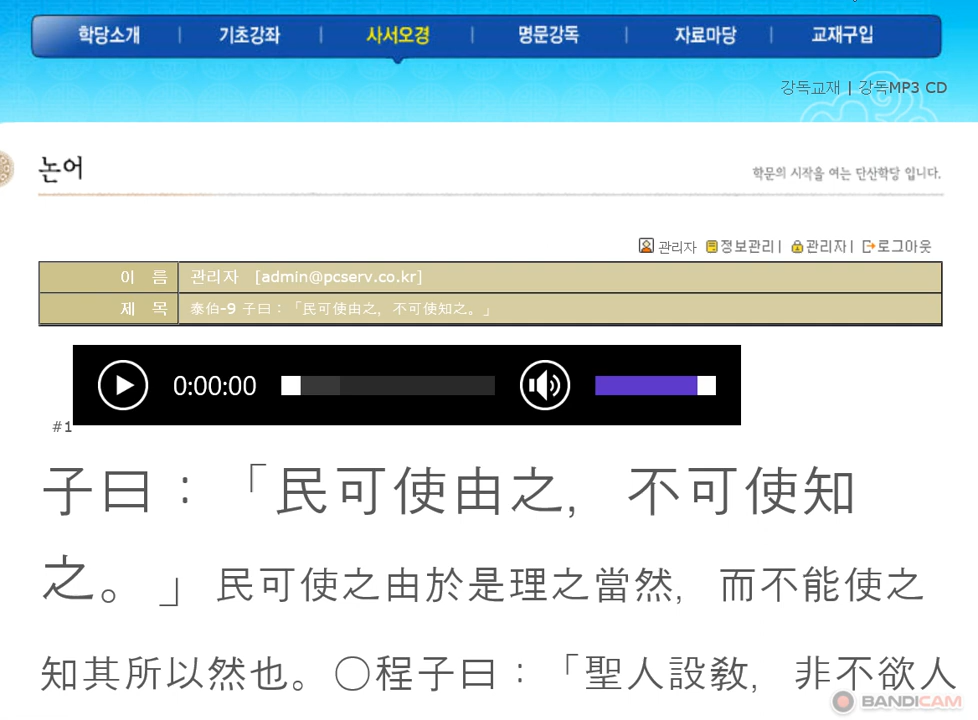 학당소개 | 기초강좌 | 사서오경 | 명문강독 | 자료마당 | 교재구입
강독교재 | 강독MP3 CD
논어
학문의 시작을 여는 단산학당 입니다.
관리자 정보관리| 관리자| 로그아웃
이 름 관리자 [admin@pcserv.co.kr]
제 목 泰伯-9 子曰：「民可使由之, 不可使知之。」
0:00:00
#1
子曰：「民可使由之, 不可使知
之。」 民可使之由於是理之當然, 而不能使之
知其所以然也。〇程子曰：「聖人設敎, 非不欲人
BANDICAM